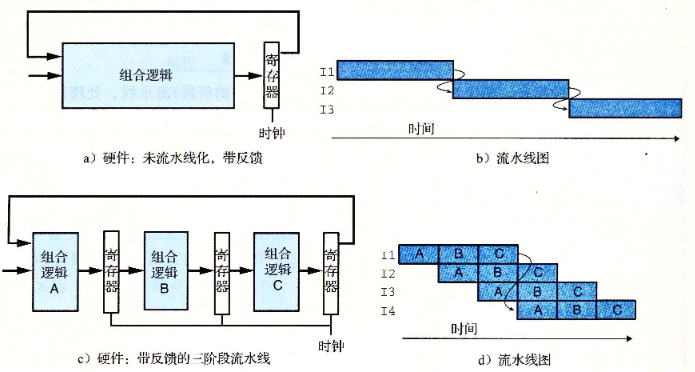 组合逻辑
寄存器
时钟
a）硬件：未流水线化，带反馈
I1
I2
I3
时间
b）流水线图
组合逻辑A
寄存器
组合逻辑B
寄存器
组合逻辑C
寄存器
时钟
c）硬件：带反馈的三阶段流水线
I1 A B C
I2 A B C
I3 A B C
I4 A B C
时间
d）流水线图